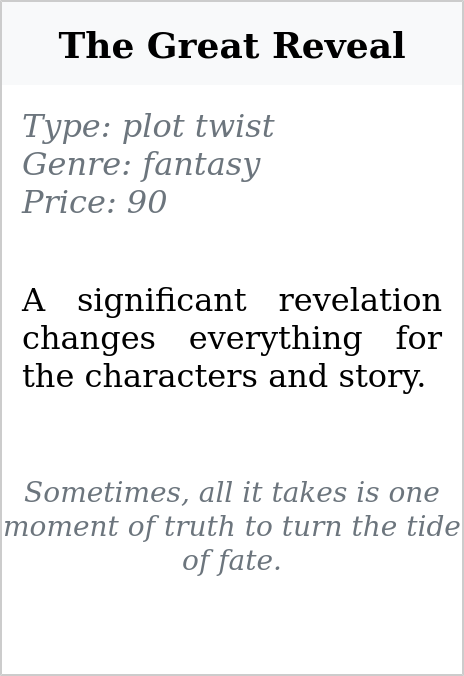 The Great Reveal
Type: plot twist
Genre: fantasy
Price: 90
A significant revelation
changes everything for
the characters and story.
Sometimes, all it takes is one
moment of truth to turn the tide
of fate.